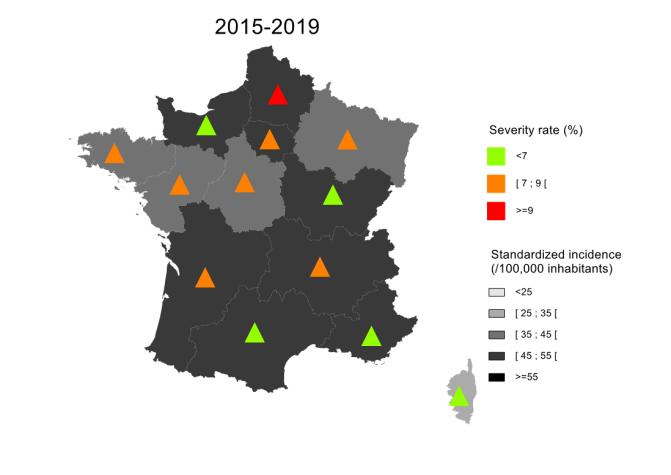 2015-2019
Severity rate (%)
<7
[ 7 ; 9 [
>=9
Standardized incidence
(/100,000 inhabitants)
<25
[ 25 ; 35 [
[ 35 ; 45 [
[ 45 ; 55 [
>=55